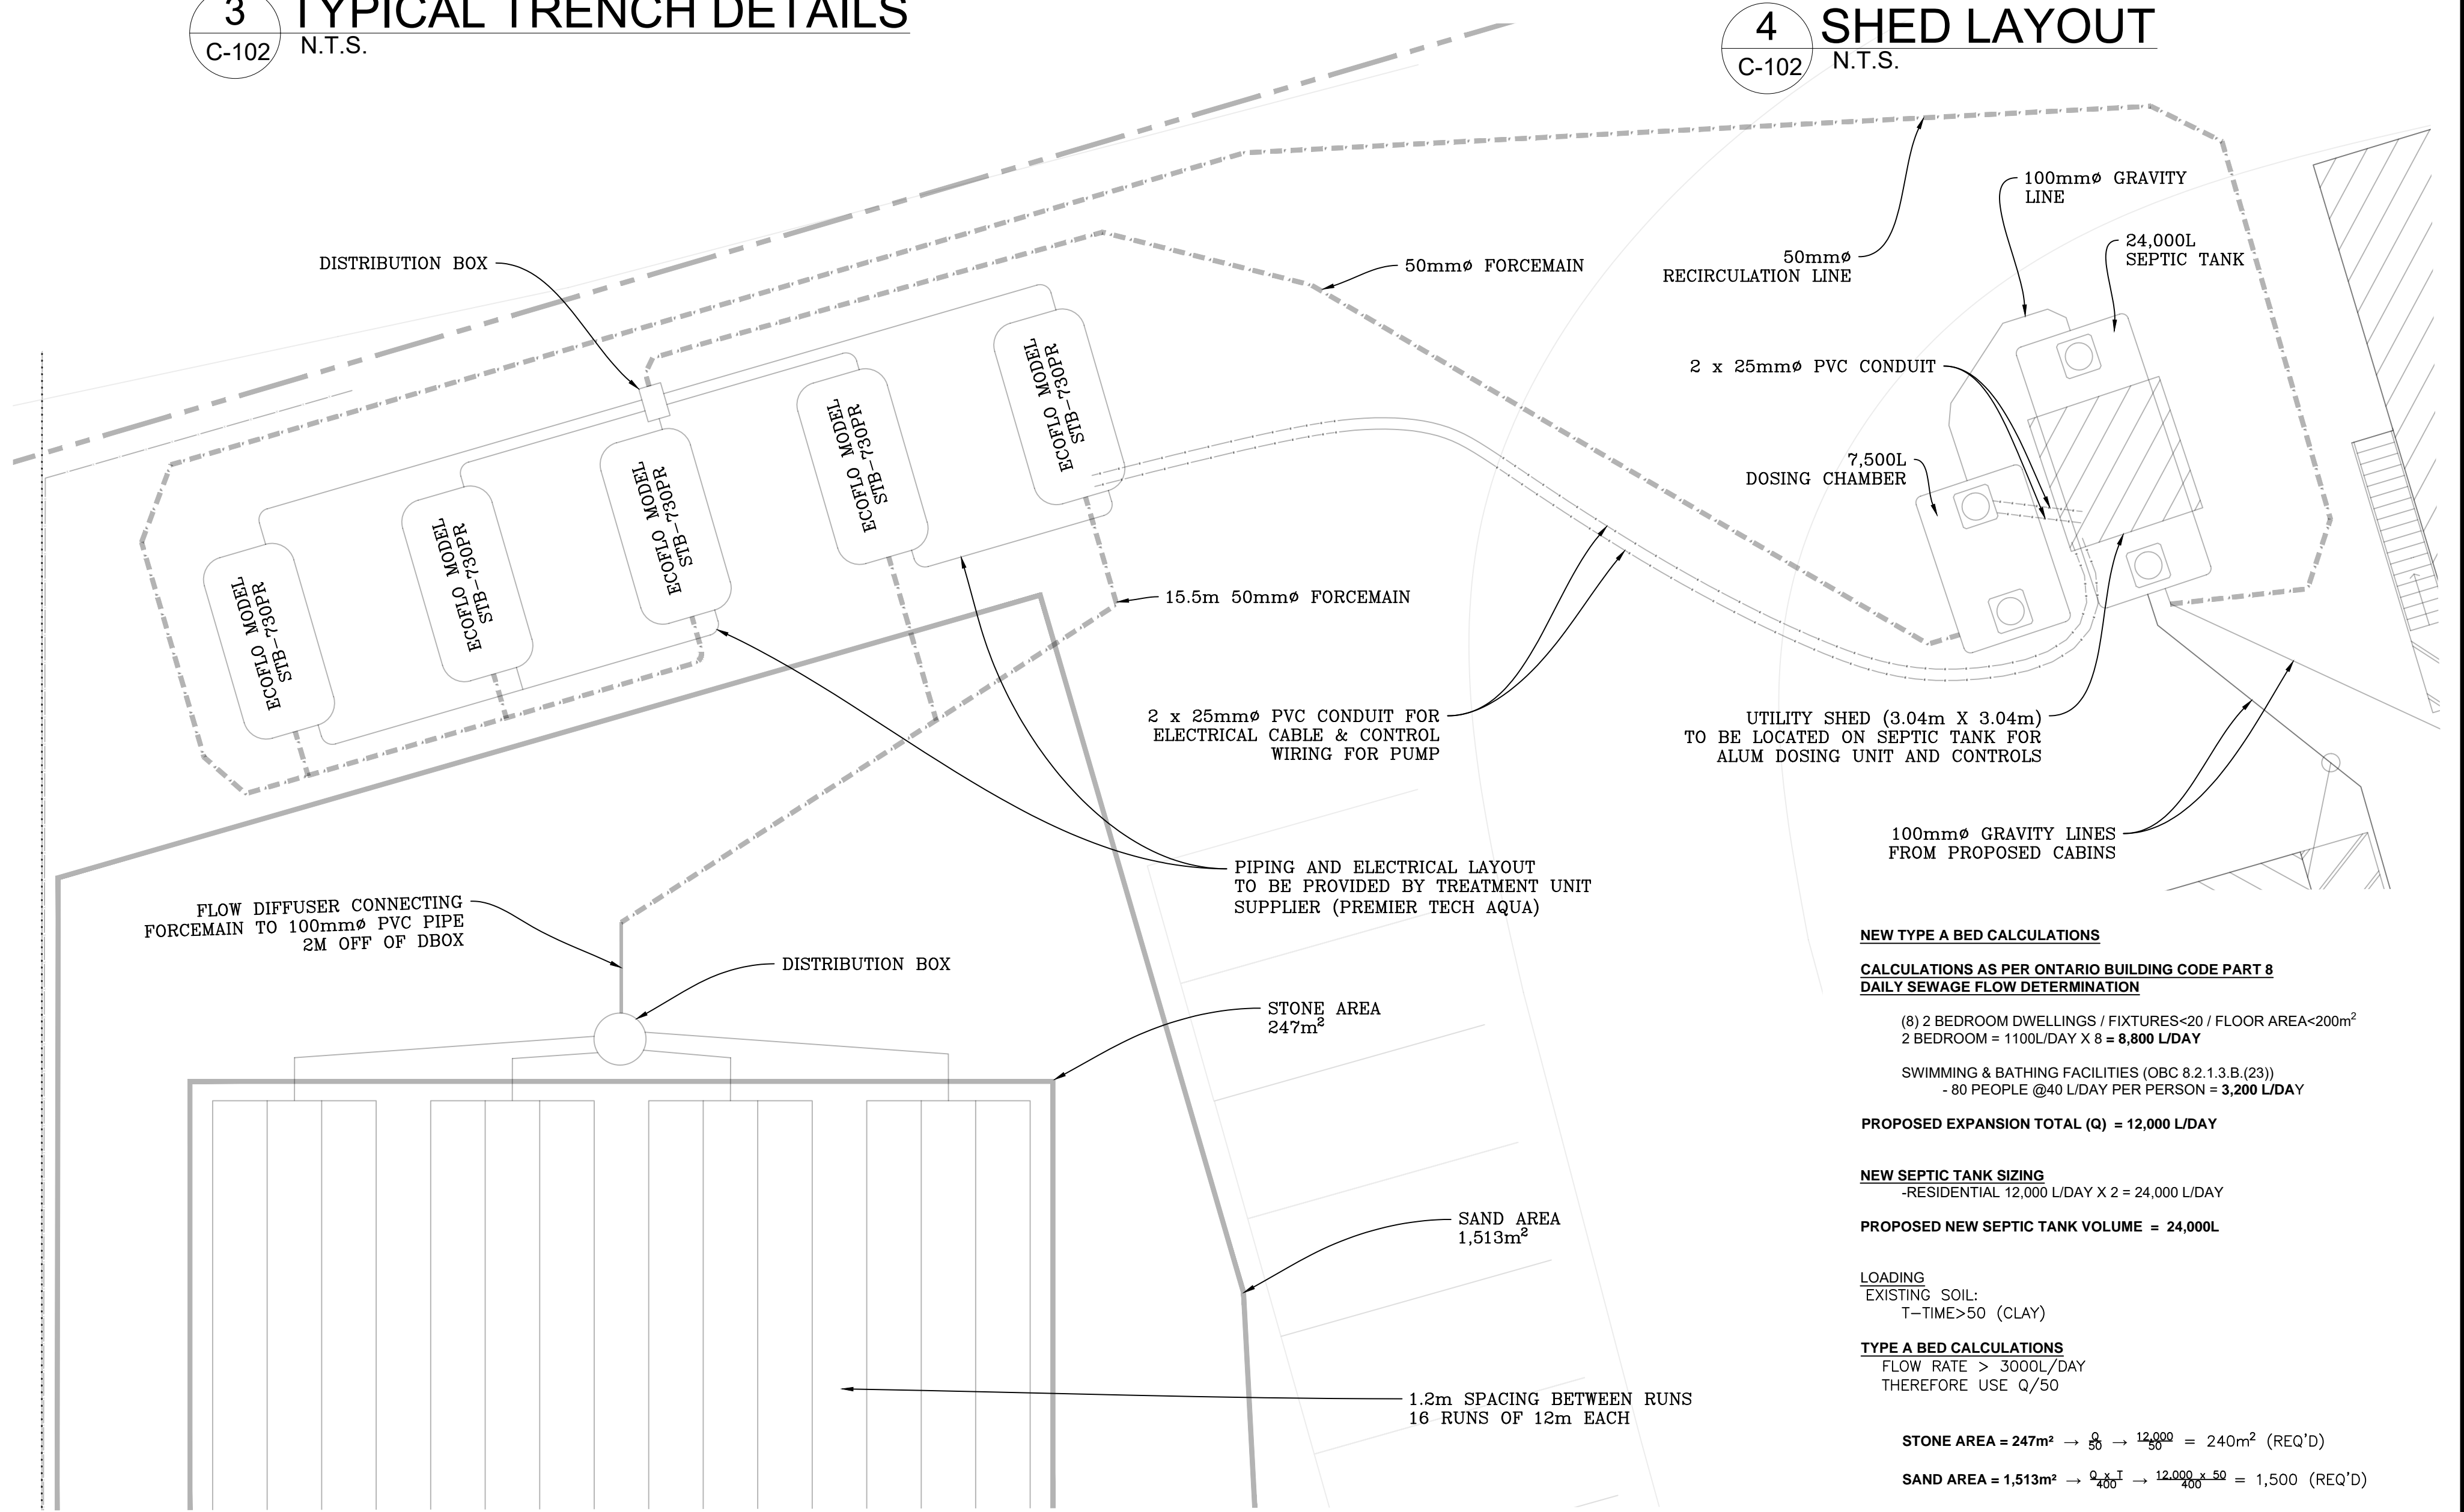 3
C-102
TYPICAL TRENCH DETAILS
N.T.S.
4
C-102
SHED LAYOUT
N.T.S.
DISTRIBUTION BOX
50mmø FORCEMAIN
50mmø
RECIRCULATION LINE
100mmø GRAVITY
LINE
24,000L
SEPTIC TANK
2 x 25mmø PVC CONDUIT
7,500L
DOSING CHAMBER
ECOFLO MODEL
STB-730PR
ECOFLO MODEL
STB-730PR
ECOFLO MODEL
STB-730PR
ECOFLO MODEL
STB-730PR
ECOFLO MODEL
STB-730PR
15.5m 50mmø FORCEMAIN
2 x 25mmø PVC CONDUIT FOR
ELECTRICAL CABLE & CONTROL
WIRING FOR PUMP
UTILITY SHED (3.04m X 3.04m)
TO BE LOCATED ON SEPTIC TANK FOR
ALUM DOSING UNIT AND CONTROLS
100mmø GRAVITY LINES
FROM PROPOSED CABINS
PIPING AND ELECTRICAL LAYOUT
TO BE PROVIDED BY TREATMENT UNIT
SUPPLIER (PREMIER TECH AQUA)
FLOW DIFFUSER CONNECTING
FORCEMAIN TO 100mmø PVC PIPE
2M OFF OF DBOX
DISTRIBUTION BOX
STONE AREA
247m²
SAND AREA
1,513m²
1.2m SPACING BETWEEN RUNS
16 RUNS OF 12m EACH
NEW TYPE A BED CALCULATIONS
CALCULATIONS AS PER ONTARIO BUILDING CODE PART 8
DAILY SEWAGE FLOW DETERMINATION
(8) 2 BEDROOM DWELLINGS / FIXTURES<20 / FLOOR AREA<200m²
2 BEDROOM = 1100L/DAY X 8 = 8,800 L/DAY
SWIMMING & BATHING FACILITIES (OBC 8.2.1.3.B.(23))
- 80 PEOPLE @40 L/DAY PER PERSON = 3,200 L/DAY
PROPOSED EXPANSION TOTAL (Q) = 12,000 L/DAY
NEW SEPTIC TANK SIZING
-RESIDENTIAL 12,000 L/DAY X 2 = 24,000 L/DAY
PROPOSED NEW SEPTIC TANK VOLUME = 24,000L
LOADING
EXISTING SOIL:
T-TIME>50 (CLAY)
TYPE A BED CALCULATIONS
FLOW RATE > 3000L/DAY
THEREFORE USE Q/50
STONE AREA = 247m² → Q/50 → 12,000/50 = 240m² (REQ'D)
SAND AREA = 1,513m² → Q x T/400 → 12,000 x 50/400 = 1,500 (REQ'D)